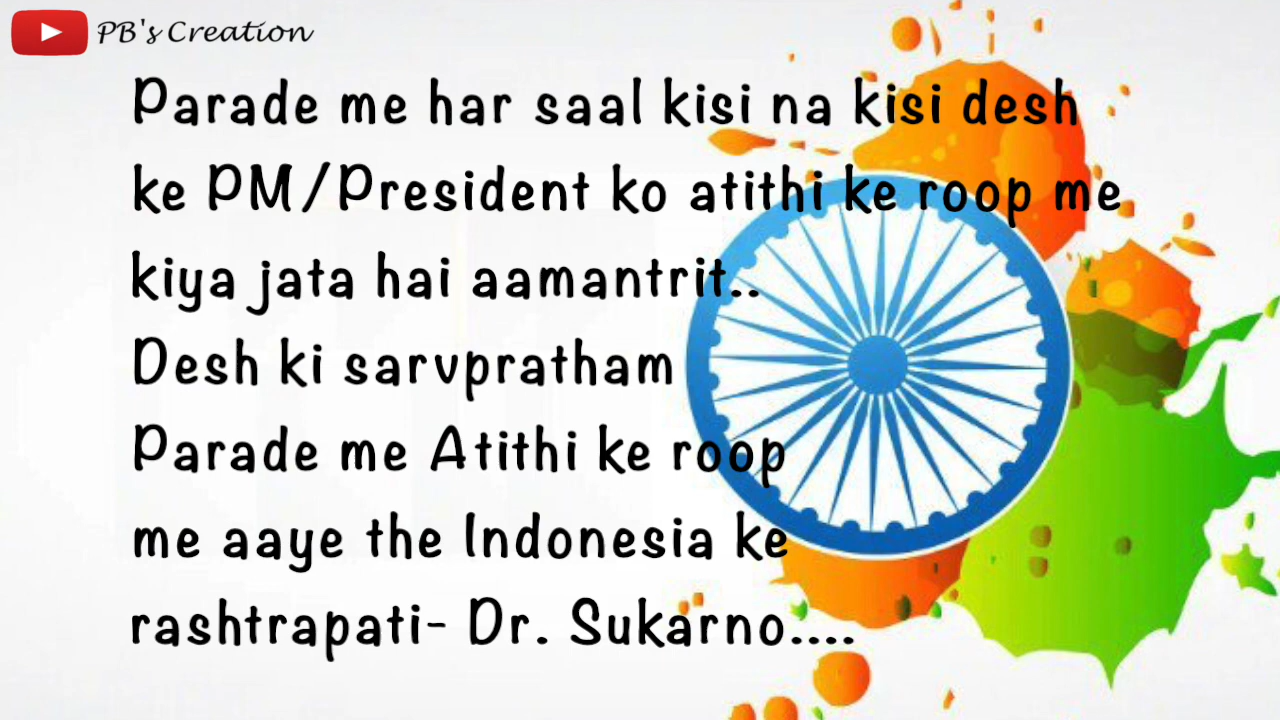 PB's Creation
Parade me har saal kisi na kisi desh
ke PM/President ko atithi ke roop me
kiya jata hai aamantrit..
Desh ki sarvpratham
Parade me Atithi ke roop
me aaye the Indonesia ke
rashtrapati- Dr. Sukarno....